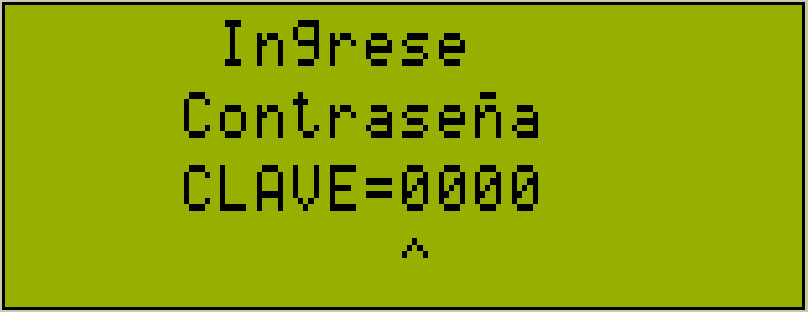 Ingrese
Contraseña
CLAVE=0000
^